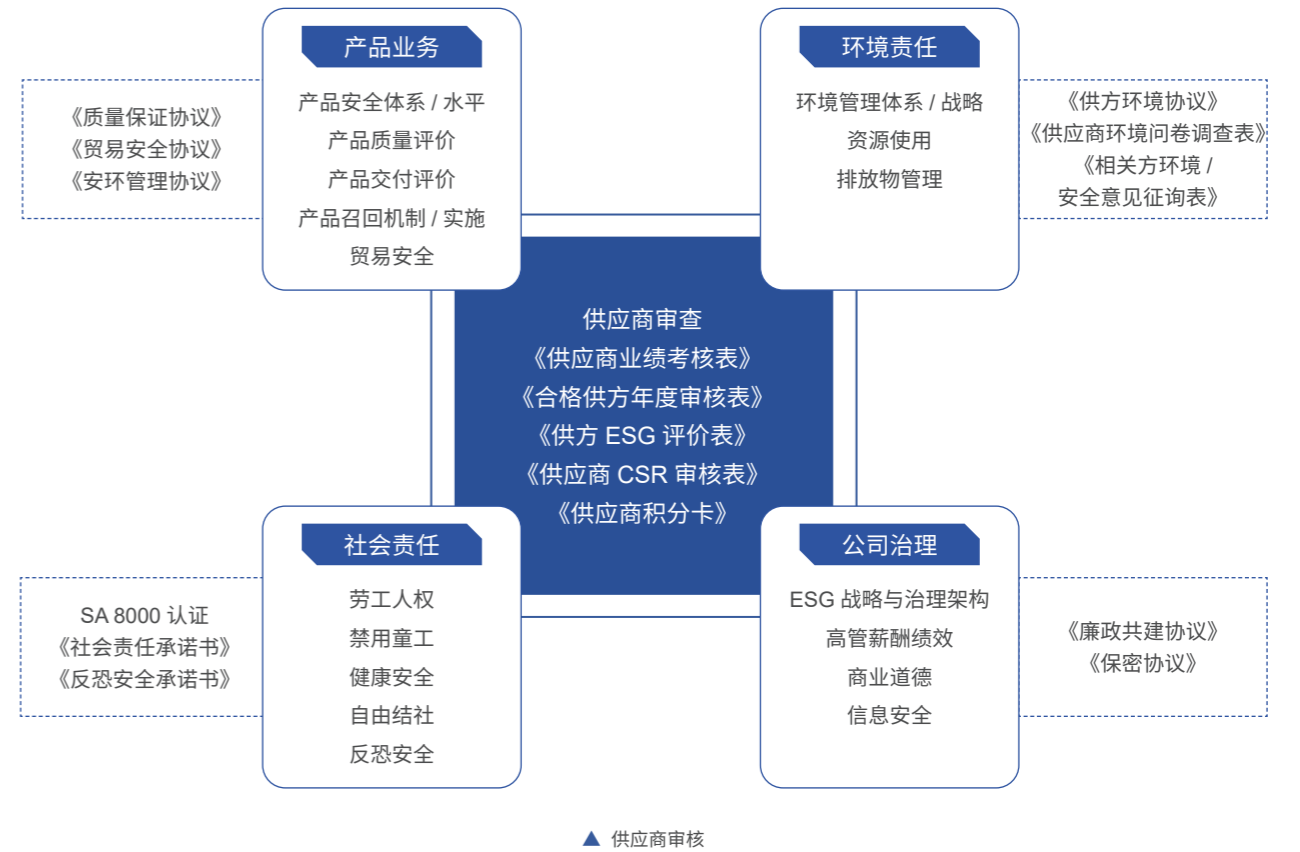 产品业务
产品安全体系 / 水平
产品质量评价
产品交付评价
产品召回机制 / 实施
贸易安全
《质量保证协议》
《贸易安全协议》
《安环管理协议》
环境责任
环境管理体系 / 战略
资源使用
排放物管理
《供方环境协议》
《供应商环境问卷调查表》
《相关方环境 /
安全意见征询表》
供应商审查
《供应商业绩考核表》
《合格供方年度审核表》
《供方 ESG 评价表》
《供应商 CSR 审核表》
《供应商积分卡》
社会责任
劳工人权
禁用童工
健康安全
自由结社
反恐安全
SA 8000 认证
《社会责任承诺书》
《反恐安全承诺书》
公司治理
ESG 战略与治理架构
高管薪酬绩效
商业道德
信息安全
《廉政共建协议》
《保密协议》
▲ 供应商审核